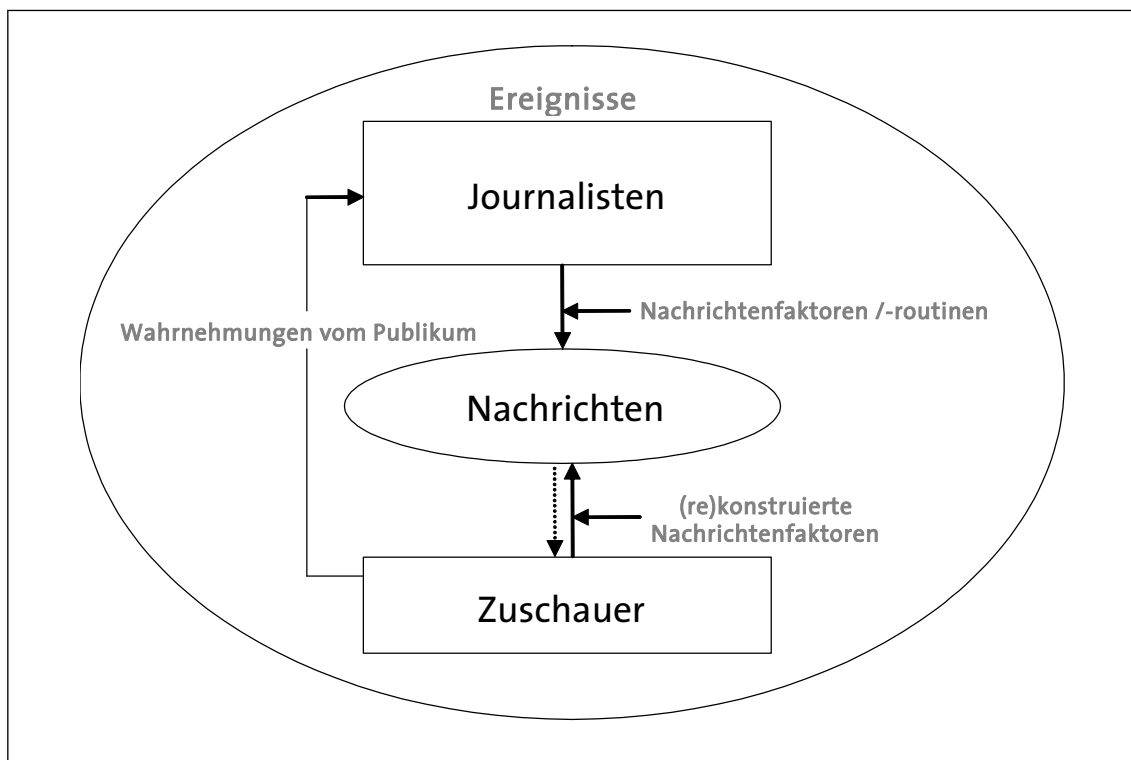 Ereignisse
Journalisten
Nachrichtenfaktoren /-routinen
Wahrnehmungen vom Publikum
Nachrichten
(re)konstruierte
Nachrichtenfaktoren
Zuschauer